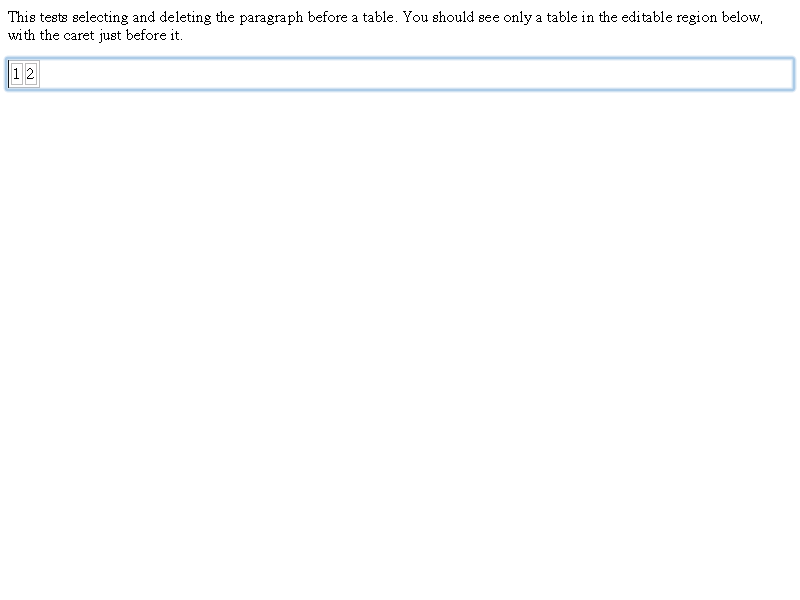 This tests selecting and deleting the paragraph before a table. You should see only a table in the editable region below,
with the caret just before it.
1 2